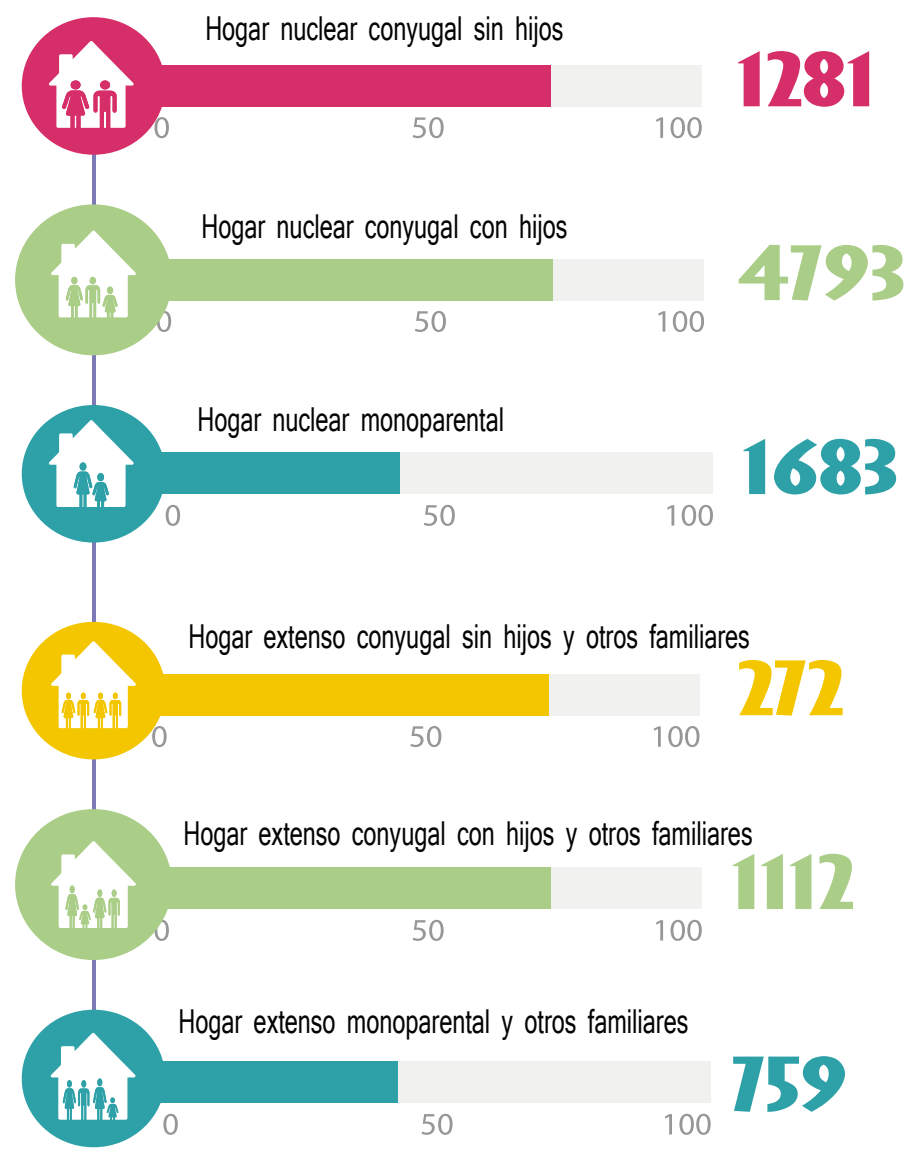 Hogar nuclear conyugal sin hijos
1281
0 50 100
Hogar nuclear conyugal con hijos
4793
0 50 100
Hogar nuclear monoparental
1683
0 50 100
Hogar extenso conyugal sin hijos y otros familiares
272
0 50 100
Hogar extenso conyugal con hijos y otros familiares
1112
0 50 100
Hogar extenso monoparental y otros familiares
759
0 50 100